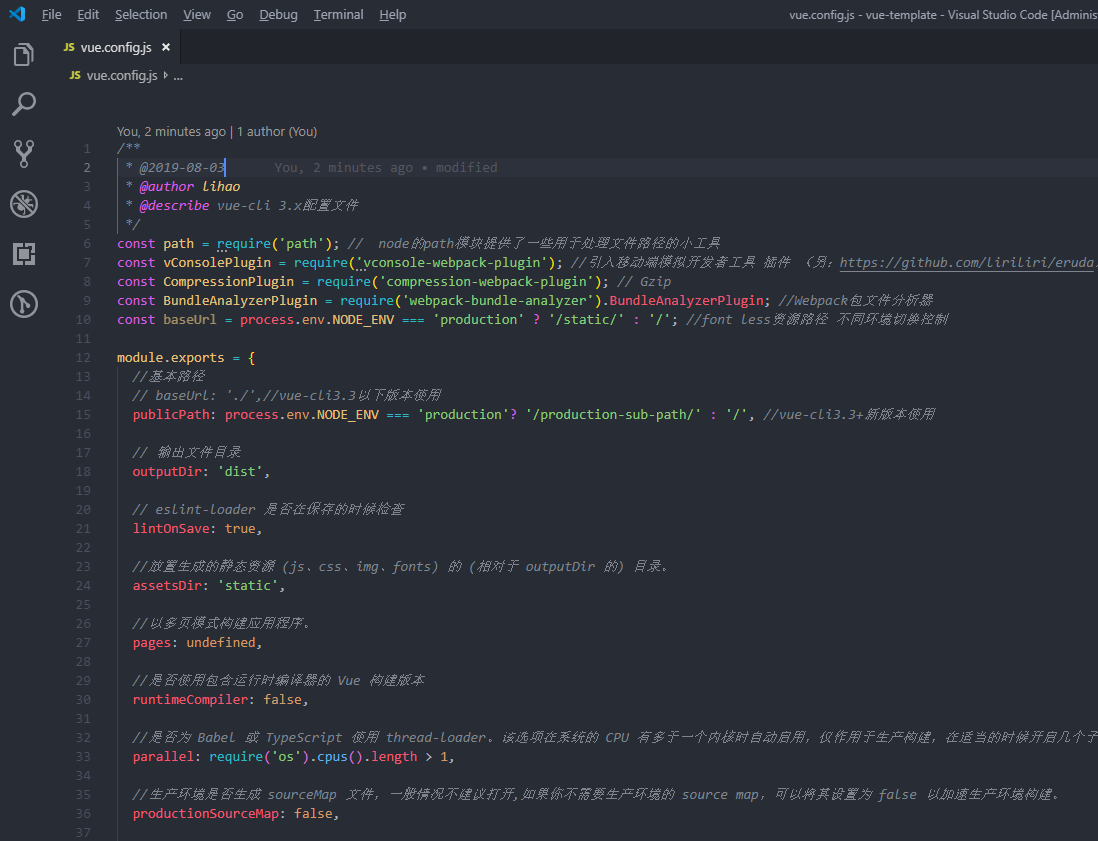 File Edit Selection View Go Debug Terminal Help vue.config.js - vue-template - Visual Studio Code [Adminis
JS vue.config.js ×
JS vue.config.js ...
You, 2 minutes ago | 1 author (You)
1 /**
2 * @2019-08-03 You, 2 minutes ago • modified
3 * @author lihao
4 * @describe vue-cli 3.x配置文件
5 */
6 const path = require('path'); // node的path模块提供了一些用于处理文件路径的小工具
7 const vConsolePlugin = require('vconsole-webpack-plugin'); //引入移动端模拟开发者工具 插件 （另：https://github.com/liriliri/eruda
8 const CompressionPlugin = require('compression-webpack-plugin'); // Gzip
9 const BundleAnalyzerPlugin = require('webpack-bundle-analyzer').BundleAnalyzerPlugin; //Webpack包文件分析器
10 const baseUrl = process.env.NODE_ENV === 'production' ? '/static/' : '/'; //font less资源路径 不同环境切换控制
11
12 module.exports = {
13 //基本路径
14 // baseUrl: './',//vue-cli3.3以下版本使用
15 publicPath: process.env.NODE_ENV === 'production'? '/production-sub-path/' : '/', //vue-cli3.3+新版本使用
16
17 // 输出文件目录
18 outputDir: 'dist',
19
20 // eslint-loader 是否在保存的时候检查
21 lintOnSave: true,
22
23 //放置生成的静态资源 (js、css、img、fonts) 的 (相对于 outputDir 的) 目录。
24 assetsDir: 'static',
25
26 //以多页模式构建应用程序。
27 pages: undefined,
28
29 //是否使用包含运行时编译器的 Vue 构建版本
30 runtimeCompiler: false,
31
32 //是否为 Babel 或 TypeScript 使用 thread-loader。该选项在系统的 CPU 有多于一个内核时自动启用，仅作用于生产构建，在适当的时候开启几个子
33 parallel: require('os').cpus().length > 1,
34
35 //生产环境是否生成 sourceMap 文件，一般情况不建议打开,如果你不需要生产环境的 source map，可以将其设置为 false 以加速生产环境构建。
36 productionSourceMap: false,
37